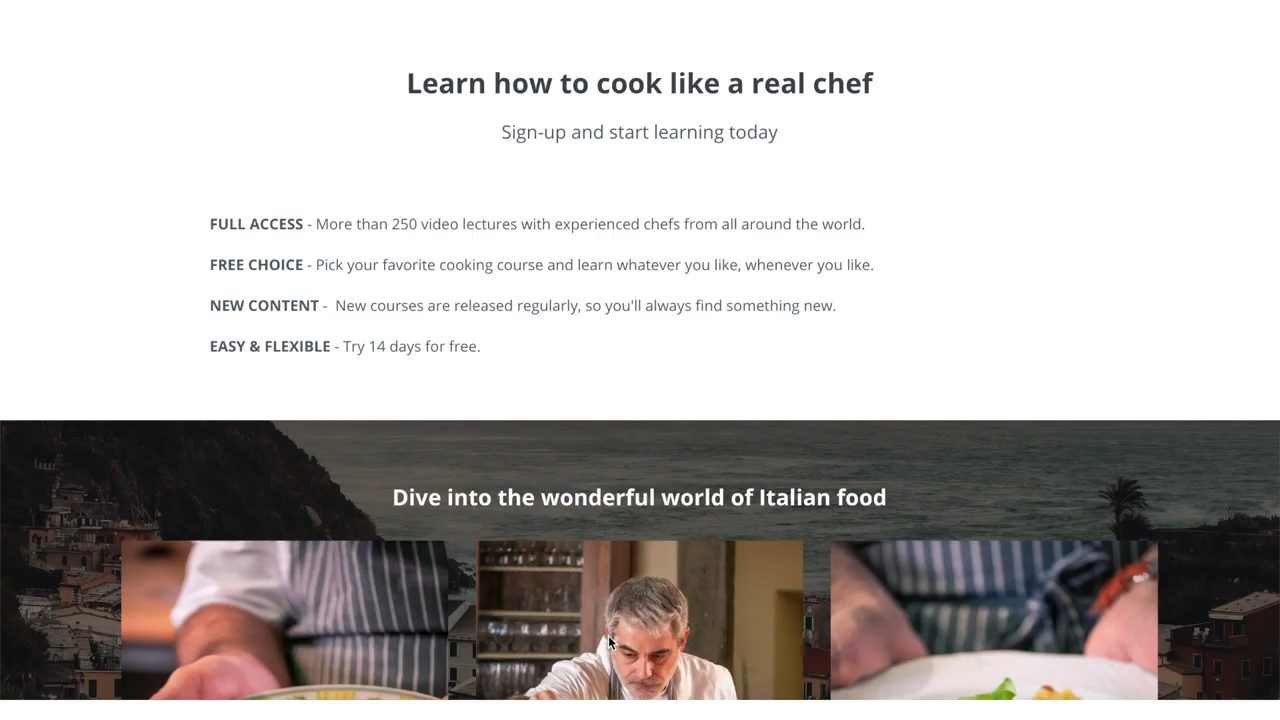 Learn how to cook like a real chef
Sign-up and start learning today
FULL ACCESS - More than 250 video lectures with experienced chefs from all around the world.
FREE CHOICE - Pick your favorite cooking course and learn whatever you like, whenever you like.
NEW CONTENT -  New courses are released regularly, so you'll always find something new.
EASY & FLEXIBLE - Try 14 days for free.
Dive into the wonderful world of Italian food